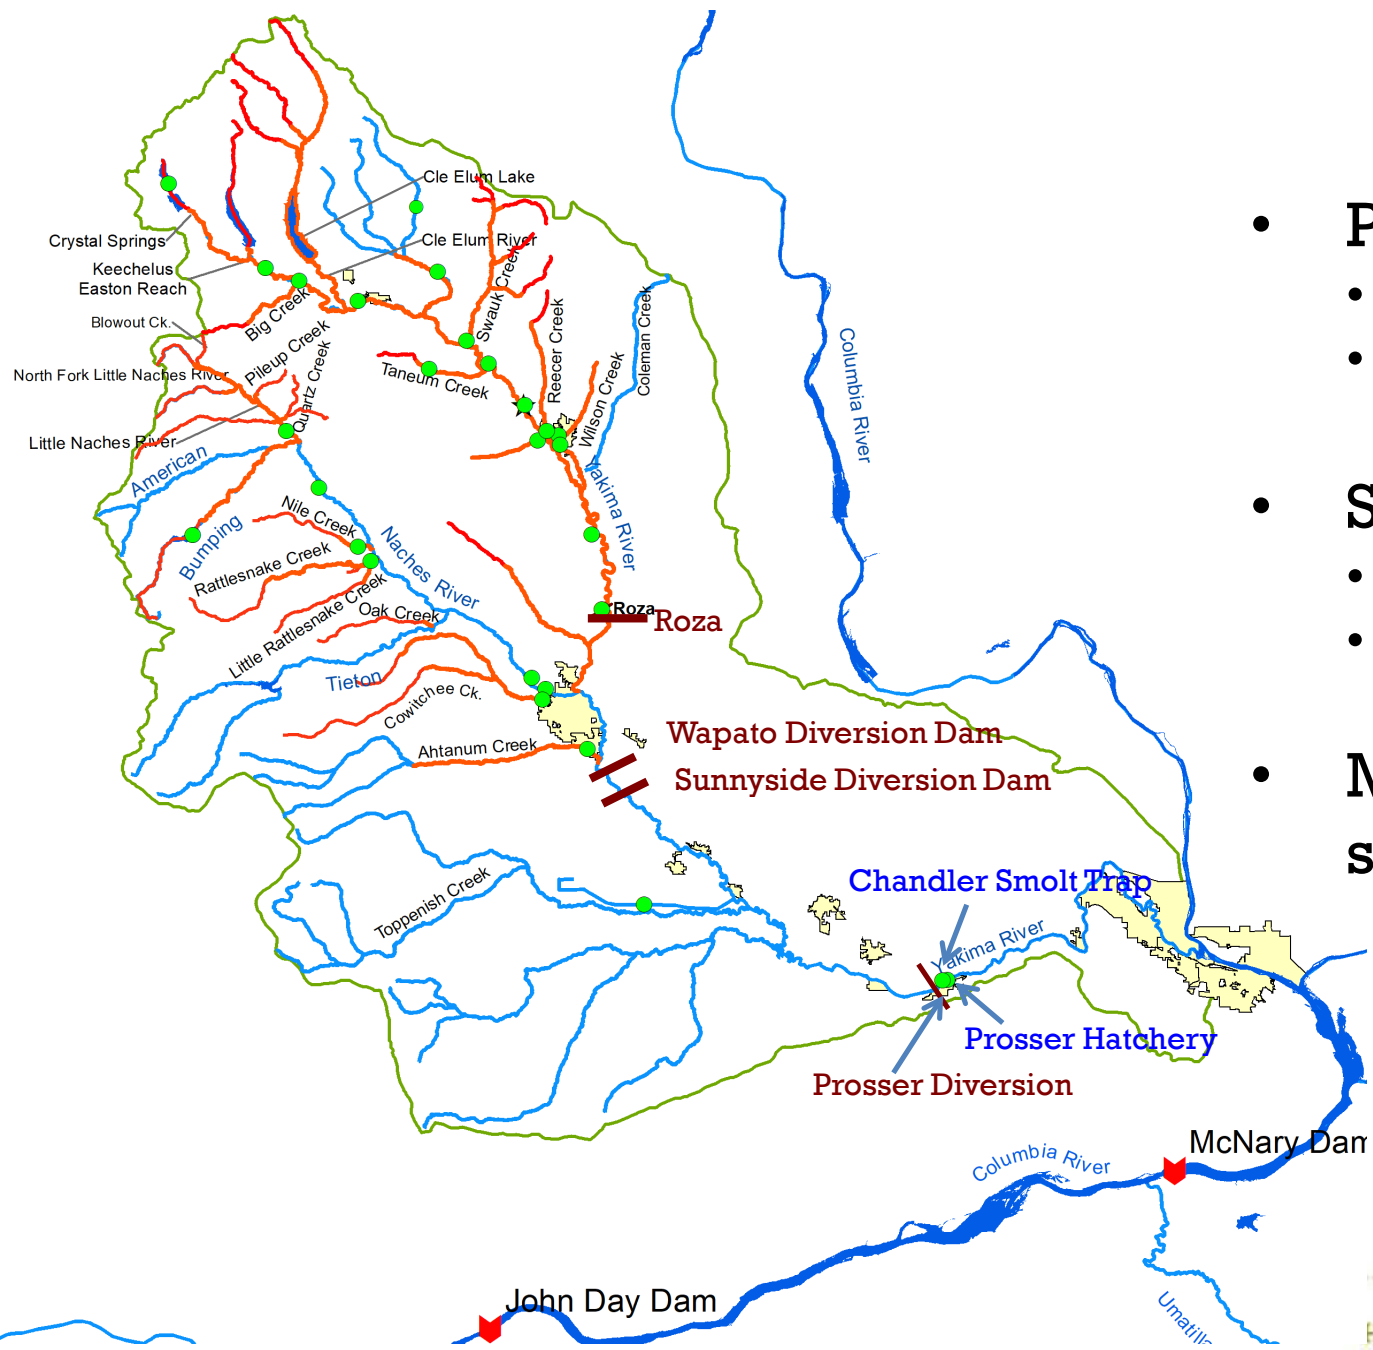 Cle Elum Lake
Crystal Springs
Cle Elum River
Keechelus
Easton Reach
Big Creek
Blowout Ck.
Swauk Creek
Reecer Creek
Coleman Creek
Pileup Creek
North Fork Little Naches River
Quartz Creek
Taneum Creek
Wilson Creek
Columbia River
Little Naches River
American
Yakima River
Nile Creek
Naches River
Bumping
Rattlesnake Creek
Little Rattlesnake Creek
Oak Creek
Roza
Roza
Tieton
Cowitchee Ck.
Ahtanum Creek
Wapato Diversion Dam
Sunnyside Diversion Dam
Toppenish Creek
Chandler Smolt Trap
Yakima River
Prosser Hatchery
Prosser Diversion
McNary Dam
Columbia River
John Day Dam
Umatilla
• P
•
•
• S
•
•
• M
s